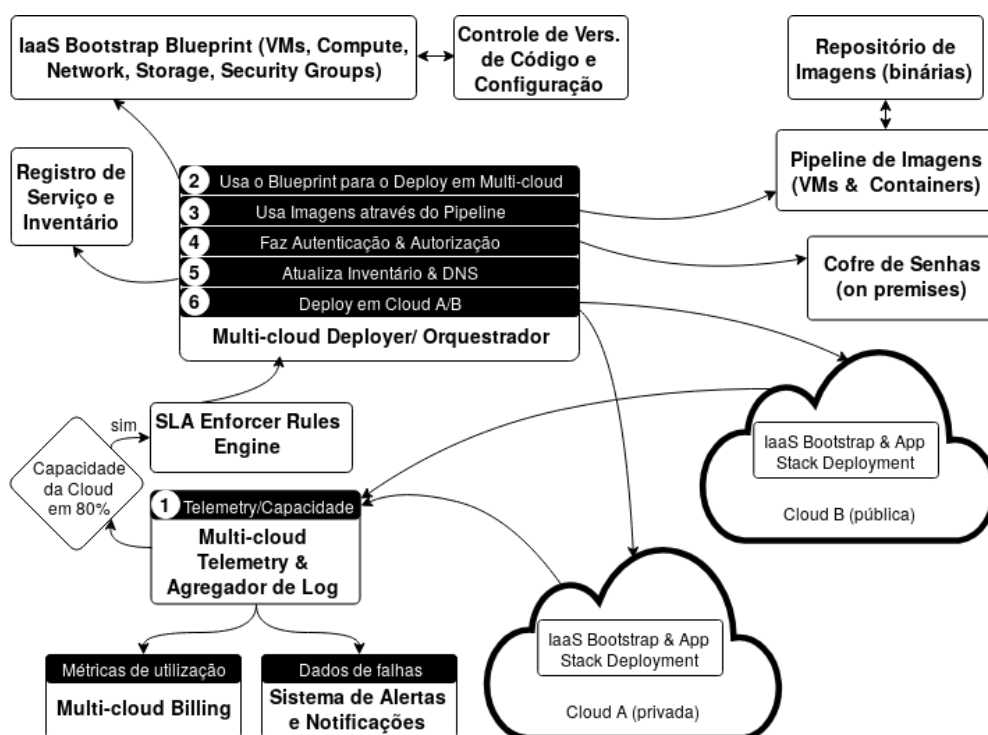 IaaS Bootstrap Blueprint (VMs, Compute,
Network, Storage, Security Groups)
Controle de Vers.
de Código e
Configuração
Repositório de
Imagens (binárias)
Registro de
Serviço e
Inventário
2 Usa o Blueprint para o Deploy em Multi-cloud
3 Usa Imagens através do Pipeline
4 Faz Autenticação & Autorização
5 Atualiza Inventário & DNS
6 Deploy em Cloud A/B
Multi-cloud Deployer/ Orquestrador
Pipeline de Imagens
(VMs & Containers)
Cofre de Senhas
(on premises)
sim
SLA Enforcer Rules
Engine
Capacidade
da Cloud
em 80%
1 Telemetry/Capacidade
Multi-cloud
Telemetry &
Agregador de Log
IaaS Bootstrap & App
Stack Deployment
Cloud B (pública)
IaaS Bootstrap & App
Stack Deployment
Cloud A (privada)
Métricas de utilização
Multi-cloud Billing
Dados de falhas
Sistema de Alertas
e Notificações